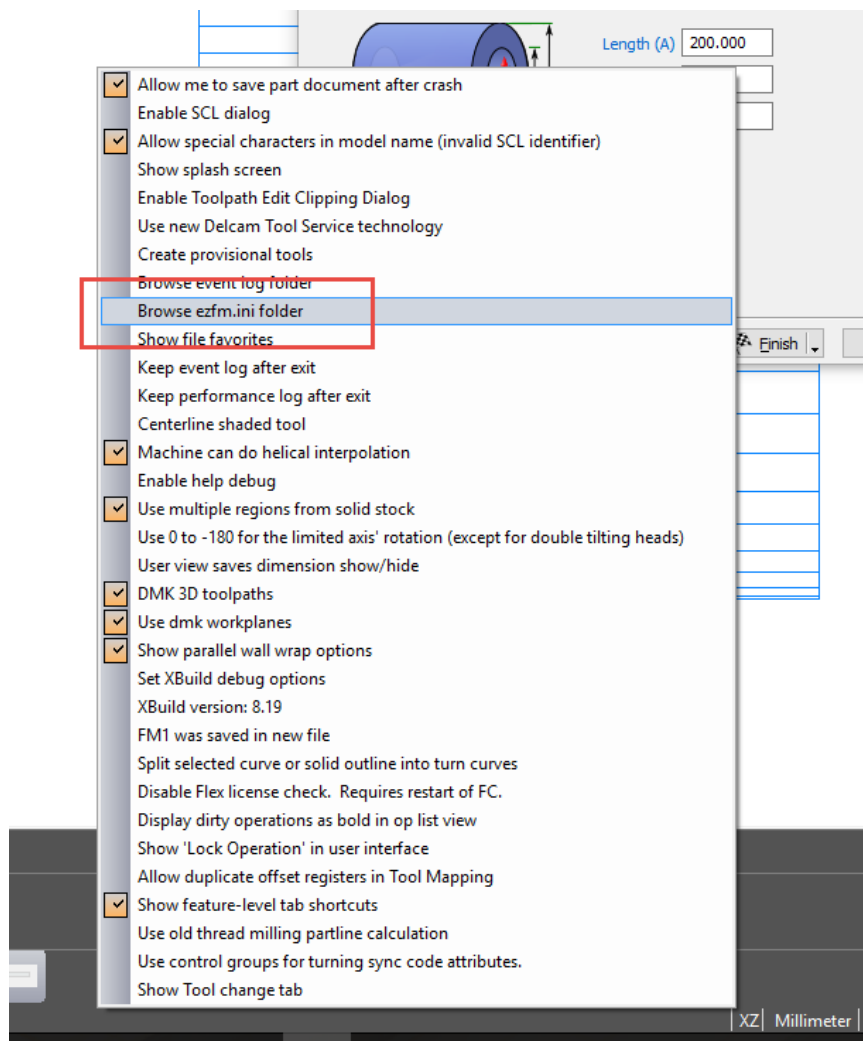 Length (A) 200.000
Allow me to save part document after crash
Enable SCL dialog
Allow special characters in model name (invalid SCL identifier)
Show splash screen
Enable Toolpath Edit Clipping Dialog
Use new Delcam Tool Service technology
Create provisional tools
Browse event log folder
Browse ezfm.ini folder
Show file favorites
Finish
Keep event log after exit
Keep performance log after exit
Centerline shaded tool
Machine can do helical interpolation
Enable help debug
Use multiple regions from solid stock
Use 0 to -180 for the limited axis' rotation (except for double tilting heads)
User view saves dimension show/hide
DMK 3D toolpaths
Use dmk workplanes
Show parallel wall wrap options
Set XBuild debug options
XBuild version: 8.19
FM1 was saved in new file
Split selected curve or solid outline into turn curves
Disable Flex license check.  Requires restart of FC.
Display dirty operations as bold in op list view
Show 'Lock Operation' in user interface
Allow duplicate offset registers in Tool Mapping
Show feature-level tab shortcuts
Use old thread milling partline calculation
Use control groups for turning sync code attributes.
Show Tool change tab
XZ Millimeter